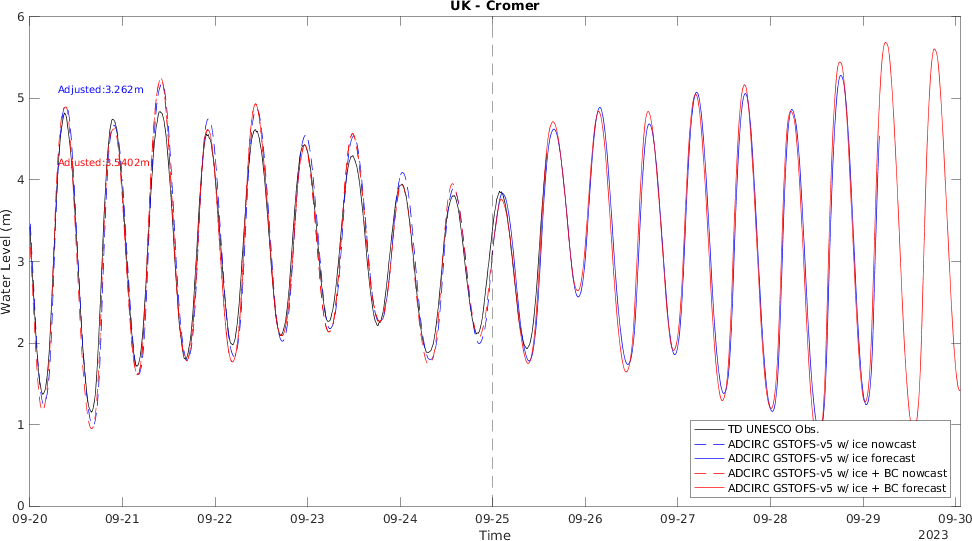 UK - Cromer
6
5
4
3
2
1
0
Water Level (m)
Adjusted:3.262m
Adjusted:3.5402m
TD UNESCO Obs.
ADCIRC GSTOFS-v5 w/ ice nowcast
ADCIRC GSTOFS-v5 w/ ice forecast
ADCIRC GSTOFS-v5 w/ ice + BC nowcast
ADCIRC GSTOFS-v5 w/ ice + BC forecast
09-20 09-21 09-22 09-23 09-24 09-25 09-26 09-27 09-28 09-29 09-30
Time
2023